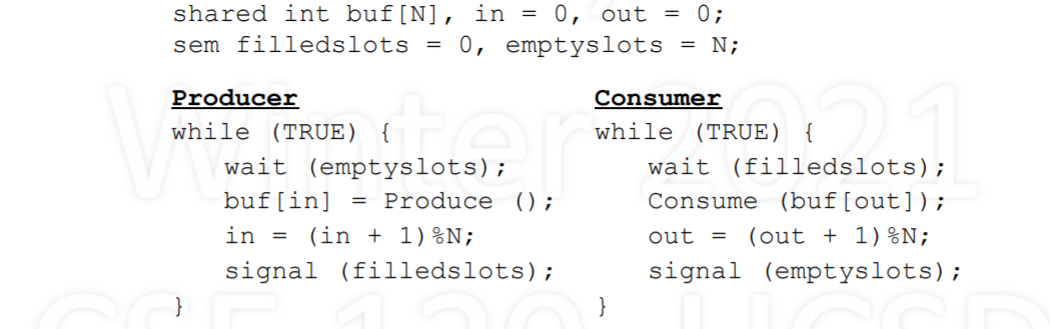 shared int buf[N], in = 0, out = 0;
sem filledslots = 0, emptyslots = N;
Producer
while (TRUE) {
wait (emptyslots);
buf[in] = Produce ();
in = (in + 1)%N;
signal (filledslots);
}
Consumer
while (TRUE) {
wait (filledslots);
Consume (buf[out]);
out = (out + 1)%N;
signal (emptyslots);
}
Winter 2021
CSE 120 UCSD